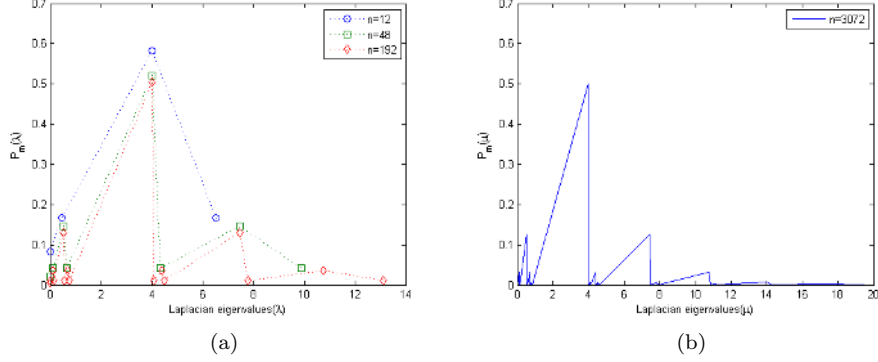 0.7
0.6
0.5
0.4
0.3
0.2
0.1
0
P_m(λ)
0 2 4 6 8 10 12 14
Laplacian eigenvalues(λ)
n=12
n=48
n=192
(a)
0.7
0.6
0.5
0.4
0.3
0.2
0.1
0
P_m(μ)
0 2 4 6 8 10 12 14 16 18 20
Laplacian eigenvalues(μ)
n=3072
(b)